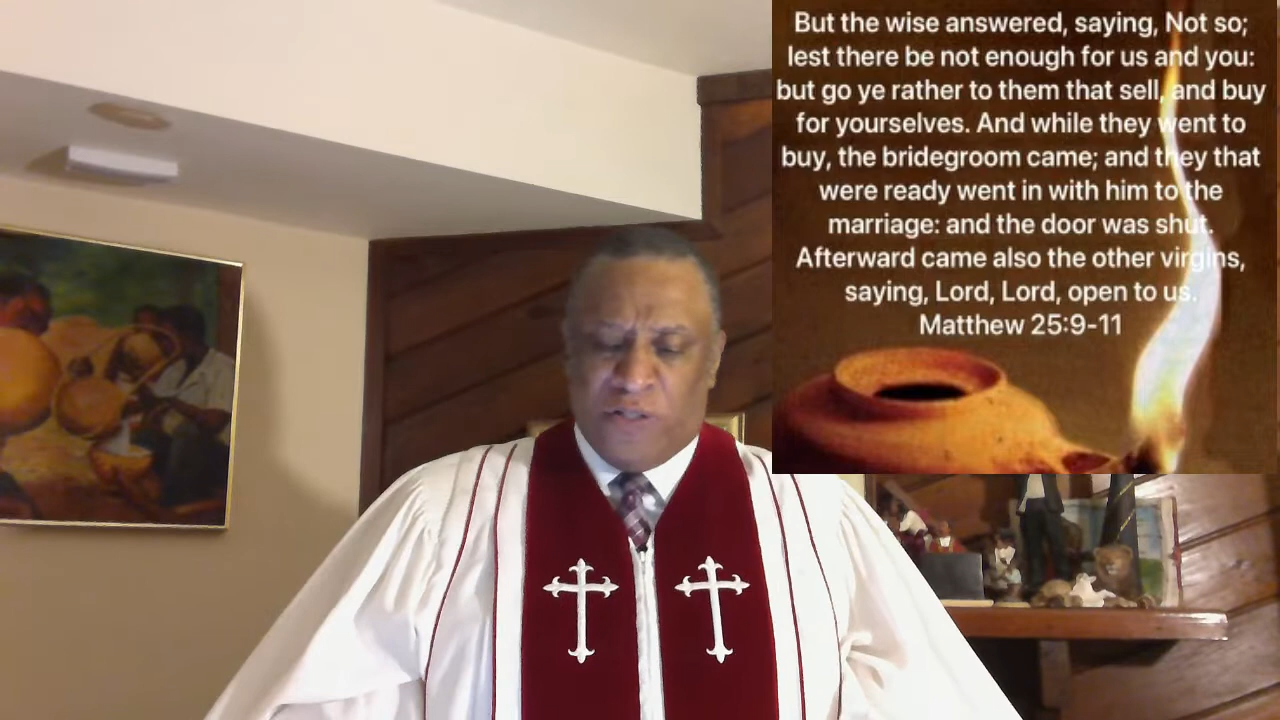 But the wise answered, saying, Not so;
lest there be not enough for us and you:
but go ye rather to them that sell, and buy
for yourselves. And while they went to
buy, the bridegroom came; and they that
were ready went in with him to the
marriage: and the door was shut.
Afterward came also the other virgins,
saying, Lord, Lord, open to us.
Matthew 25:9-11